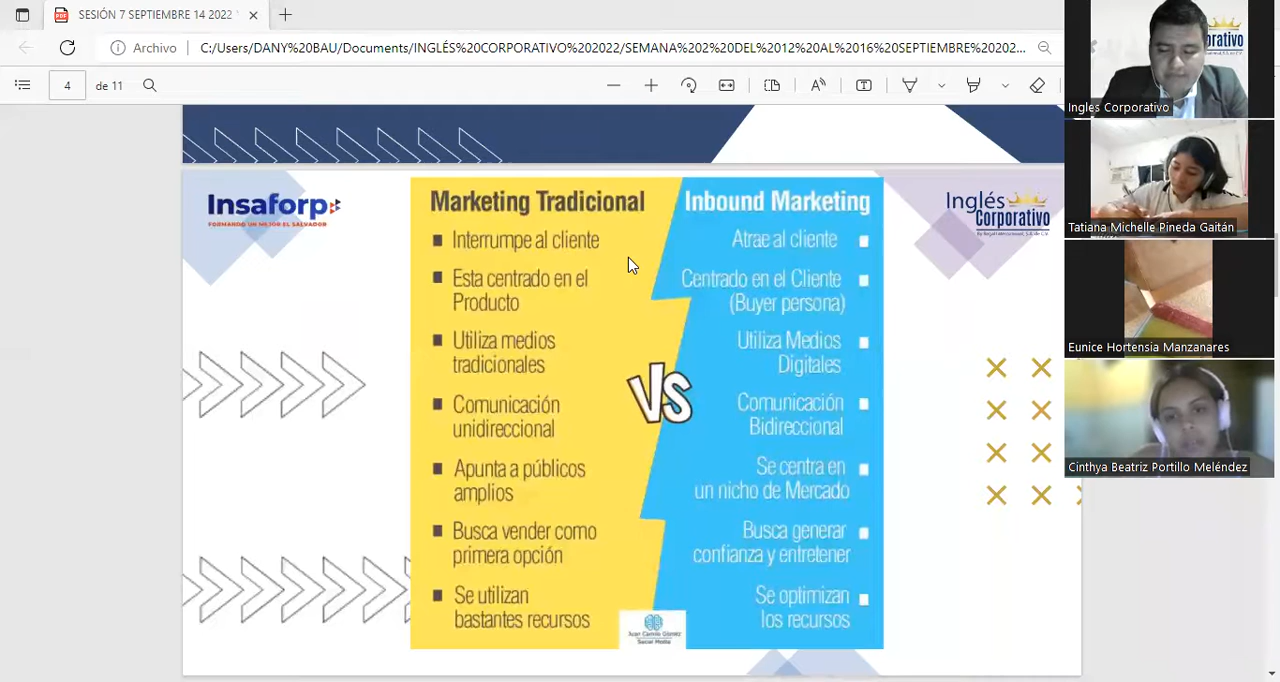 SESIÓN 7 SEPTIEMBRE 14 2022
Archivo
C:/Users/DANY%20BAU/Documents/INGLÉS%20CORPORATIVO%202022/SEMANA%202%20DEL%2012%20AL%2016%20SEPTIEMBRE%20202...
4
de 11
Insaforp
FORMANDO UN MEJOR EL SALVADOR
Marketing Tradicional
Interrumpe al cliente
Esta centrado en el
Producto
Utiliza medios
tradicionales
Comunicación
unidireccional
Apunta a públicos
amplios
Busca vender como
primera opción
Se utilizan
bastantes recursos
VS
Inbound Marketing
Atrae al cliente
Centrado en el Cliente
(Buyer persona)
Utiliza Medios
Digitales
Comunicación
Bidireccional
Se centra en
un nicho de Mercado
Busca generar
confianza y entretener
Se optimizan
los recursos
Juan Camilo Gómez
Social Media
Inglés
Corporativo
Ingles Corporativo
Tatiana Michelle Pineda Gaitán
Eunice Hortensia Manzanares
Cinthya Beatriz Portillo Meléndez